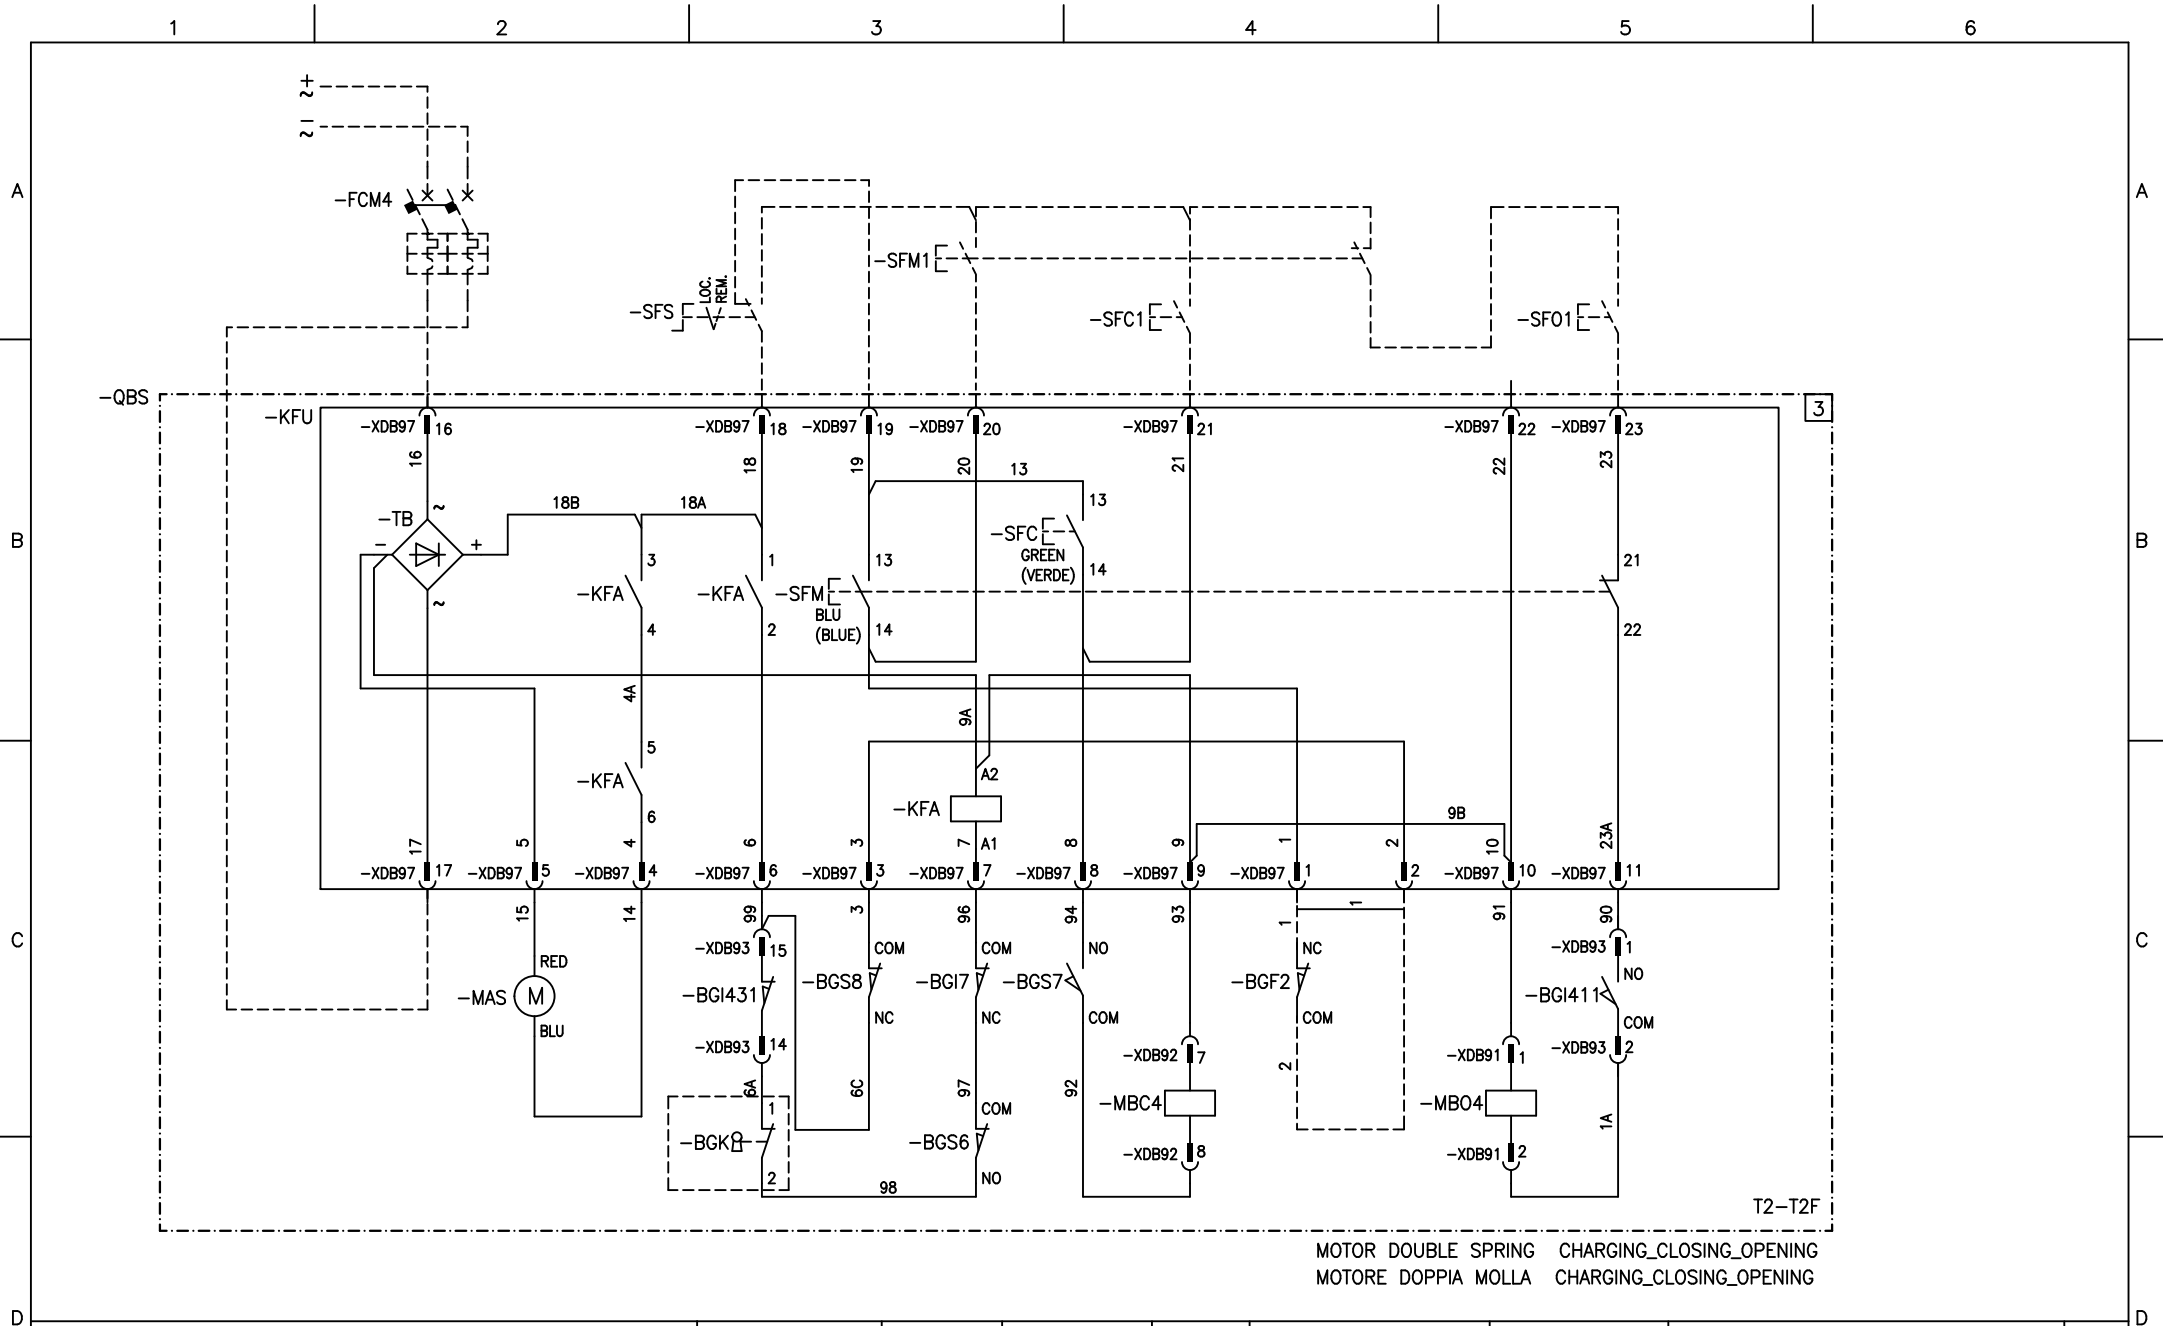 1 2 3 4 5 6
+
~
−
~
A A
-FCM4
-SFM1
LOC.
REM.
-SFS
-SFC1
-SFO1
-QBS
-KFU
3
-XDB97 16
-XDB97 18
-XDB97 19
-XDB97 20
-XDB97 21
-XDB97 22
-XDB97 23
16
18
19
20
21
22
23
13
13
18B
18A
~
-TB
B B
−
+
-SFC
GREEN
(VERDE)
3
1
13
21
14
-KFA
-KFA
-SFM
BLU
(BLUE)
~
4
2
14
22
4A
9A
5
A2
-KFA
-KFA
6
9B
17
5
4
6
3
7
A1
8
9
1
2
10
23A
-XDB97 17
-XDB97 5
-XDB97 4
-XDB97 6
-XDB97 3
-XDB97 7
-XDB97 8
-XDB97 9
-XDB97 1
2
-XDB97 10
-XDB97 11
15
14
99
3
96
94
93
1
1
91
90
C C
-XDB93 15
COM
COM
NO
NC
-XDB93 1
RED
NO
-MAS
M
-BGI431
-BGS8
-BGI7
-BGS7
-BGF2
-BGI411
BLU
NC
NC
COM
COM
COM
-XDB93 14
-XDB92 7
-XDB91 1
-XDB93 2
2
6A
6C
97
92
1A
1
COM
-MBC4
-MBO4
-BGK
-BGS6
-XDB92 8
-XDB91 2
2
NO
98
T2-T2F
MOTOR DOUBLE SPRING CHARGING_CLOSING_OPENING
MOTORE DOPPIA MOLLA CHARGING_CLOSING_OPENING
D D